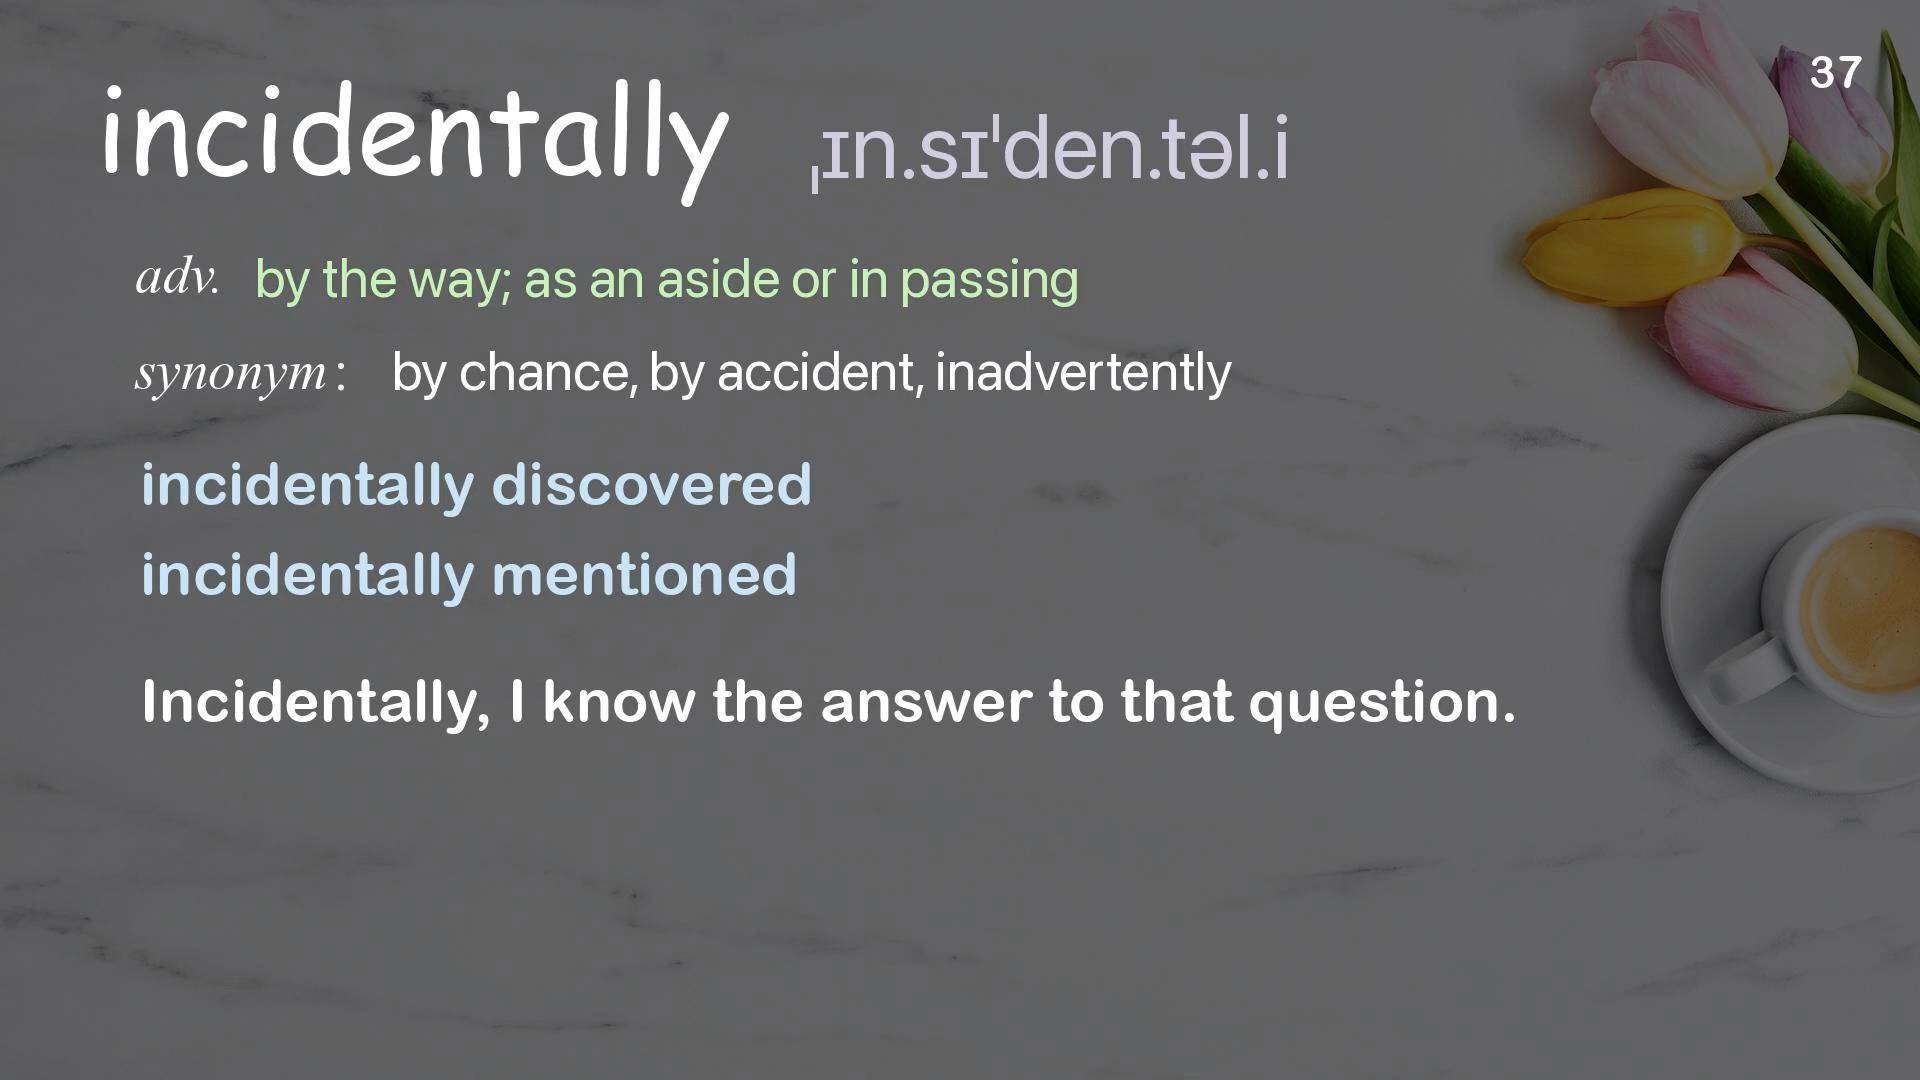 37
incidentally ˌɪn.sɪˈden.təl.i
adv. by the way; as an aside or in passing
synonym : by chance, by accident, inadvertently
incidentally discovered
incidentally mentioned
Incidentally, I know the answer to that question.